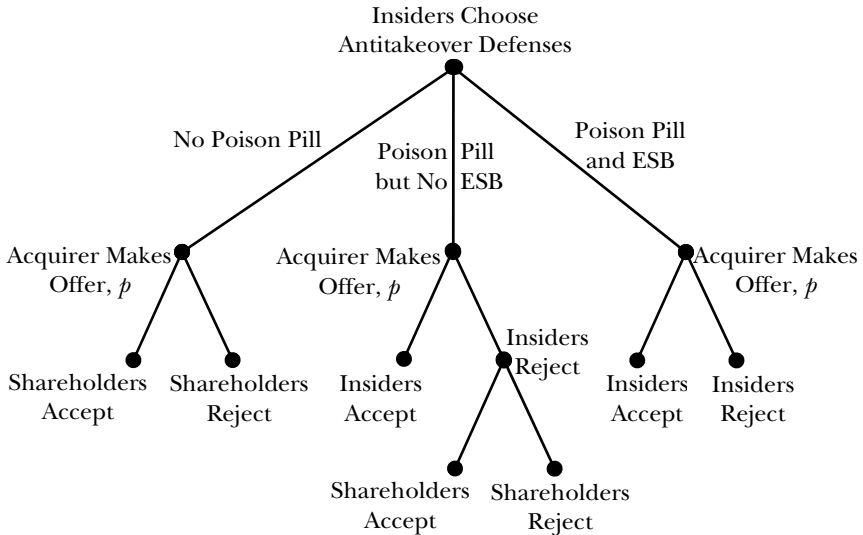 Insiders Choose
Antitakeover Defenses
No Poison Pill
Poison Pill
but No ESB
Poison Pill
and ESB
Acquirer Makes
Offer, p
Acquirer Makes
Offer, p
Acquirer Makes
Offer, p
Shareholders
Accept
Shareholders
Reject
Insiders
Accept
Insiders
Reject
Insiders
Accept
Insiders
Reject
Shareholders
Accept
Shareholders
Reject